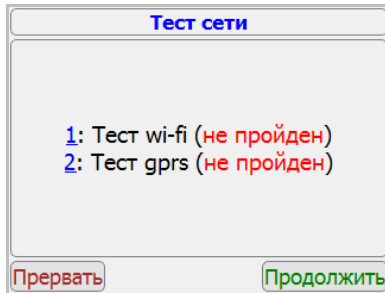 Тест сети
1: Тест wi-fi (не пройден)
2: Тест gprs (не пройден)
Прервать
Продолжить